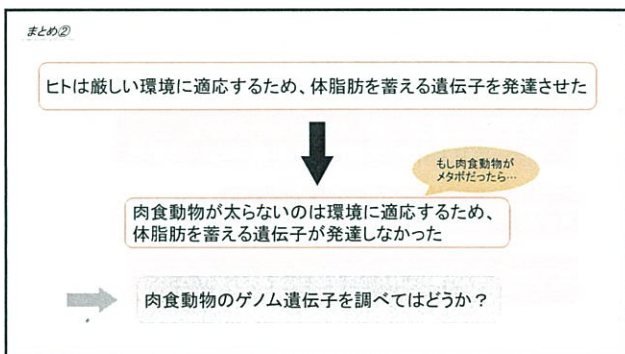 まとめ②
ヒトは厳しい環境に適応するため、体脂肪を蓄える遺伝子を発達させた
もし肉食動物が
メタボだったら…
肉食動物が太らないのは環境に適応するため、
体脂肪を蓄える遺伝子が発達しなかった
肉食動物のゲノム遺伝子を調べてはどうか？